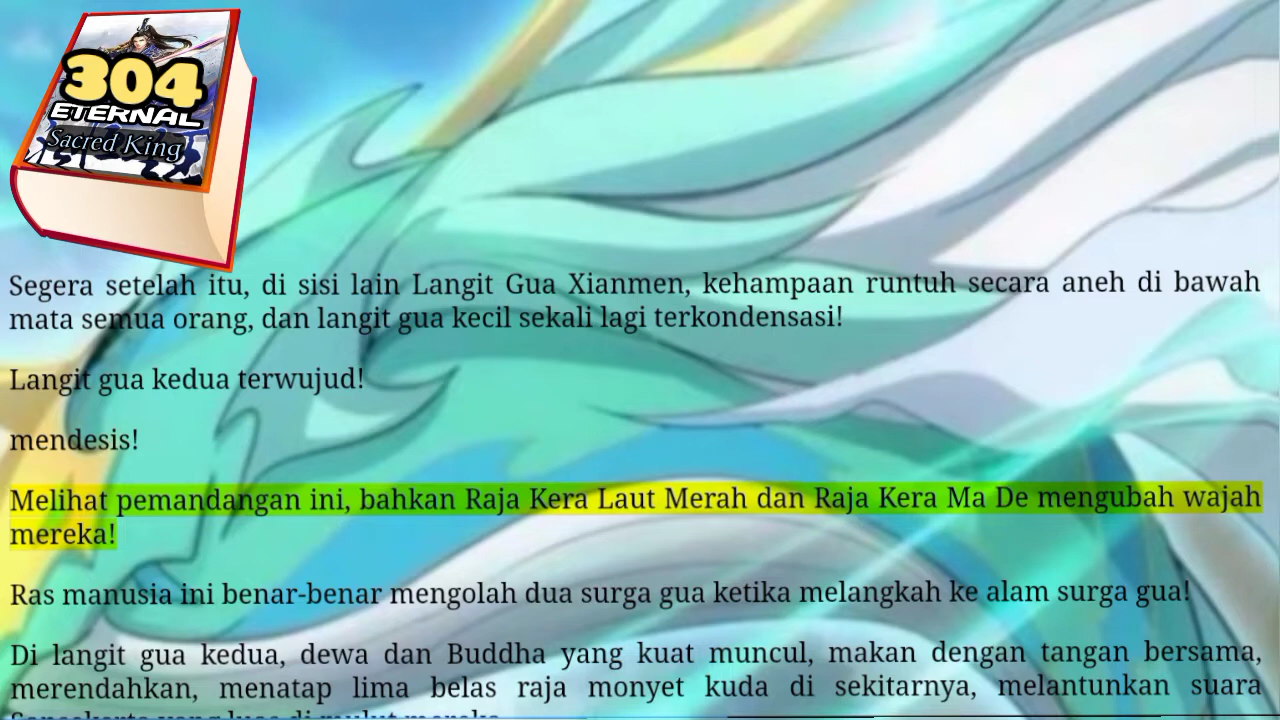 304
ETERNAL
Sacred King
Segera setelah itu, di sisi lain Langit Gua Xianmen, kehampaan runtuh secara aneh di bawah
mata semua orang, dan langit gua kecil sekali lagi terkondensasi!
Langit gua kedua terwujud!
mendesis!
Melihat pemandangan ini, bahkan Raja Kera Laut Merah dan Raja Kera Ma De mengubah wajah
mereka!
Ras manusia ini benar-benar mengolah dua surga gua ketika melangkah ke alam surga gua!
Di langit gua kedua, dewa dan Buddha yang kuat muncul, makan dengan tangan bersama,
merendahkan, menatap lima belas raja monyet kuda di sekitarnya, melantunkan suara